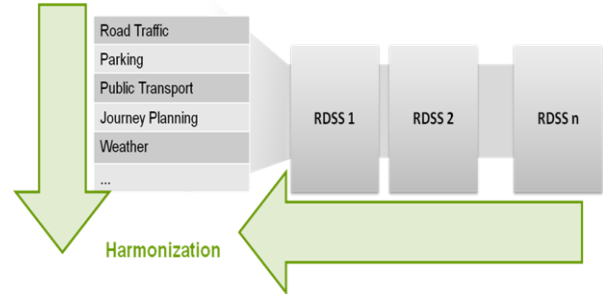 Road Traffic
Parking
Public Transport
Journey Planning
Weather
...
RDSS 1
RDSS 2
RDSS n
Harmonization